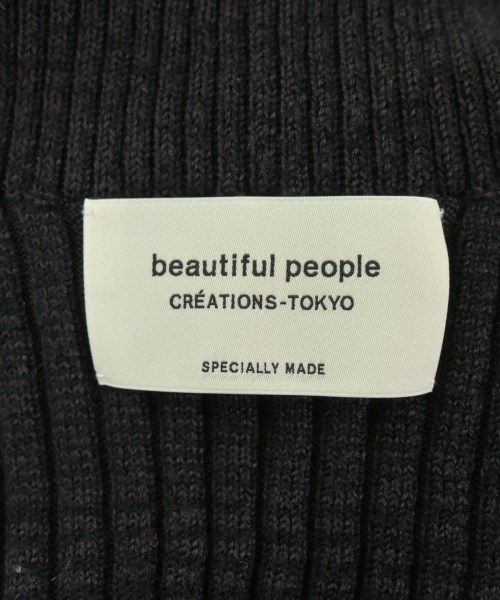 beautiful people
CRÉATIONS-TOKYO
SPECIALLY MADE